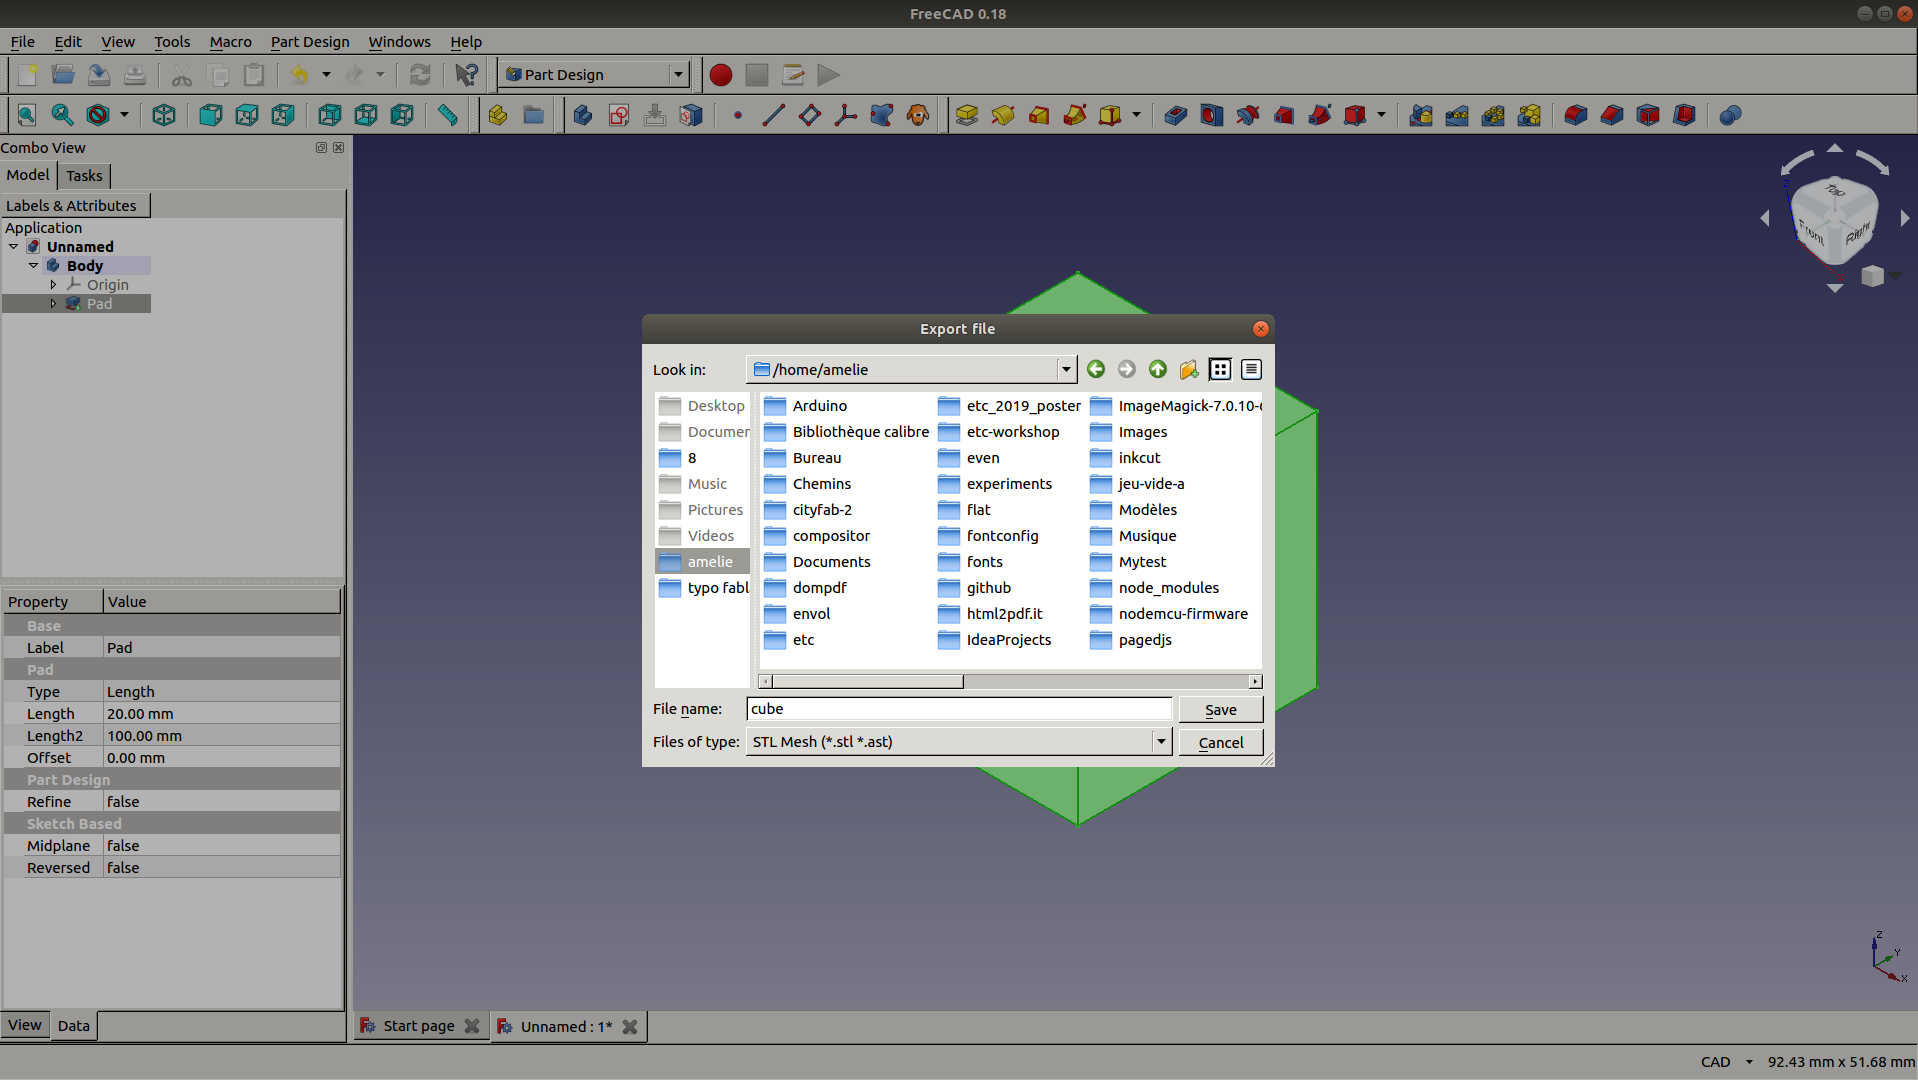 FreeCAD 0.18
File Edit View Tools Macro Part Design Windows Help
Part Design
Combo View
Model Tasks
Labels & Attributes
Application
Unnamed
Body
Origin
Pad
Property Value
Base
Label Pad
Pad
Type Length
Length 20.00 mm
Length2 100.00 mm
Offset 0.00 mm
Part Design
Refine false
Sketch Based
Midplane false
Reversed false
View Data
Top
Front Right
Z
Export file
Look in: /home/amelie
Desktop
Documen
8
Music
Pictures
Videos
amelie
typo fabl
Arduino
Bibliothèque calibre
Bureau
Chemins
cityfab-2
compositor
Documents
dompdf
envol
etc
etc_2019_poster
etc-workshop
even
experiments
flat
fontconfig
fonts
github
html2pdf.it
IdeaProjects
ImageMagick-7.0.10-
Images
inkcut
jeu-vide-a
Modèles
Musique
Mytest
node_modules
nodemcu-firmware
pagedjs
File name: cube Save
Files of type: STL Mesh (*.stl *.ast) Cancel
Z
Y
X
Start page Unnamed : 1*
CAD 92.43 mm x 51.68 mm